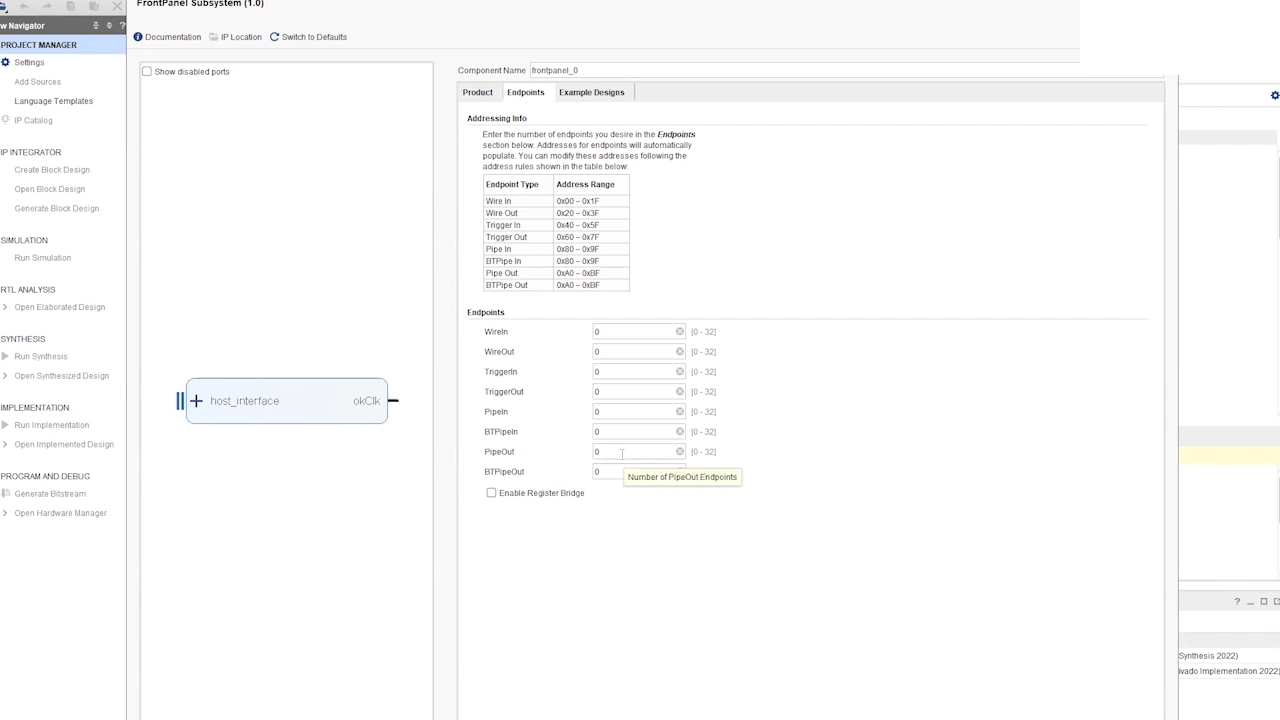 FrontPanel Subsystem (1.0)
w Navigator
?
Documentation
IP Location
Switch to Defaults
PROJECT MANAGER
Settings
Add Sources
Language Templates
IP Catalog
IP INTEGRATOR
Create Block Design
Open Block Design
Generate Block Design
SIMULATION
Run Simulation
RTL ANALYSIS
Open Elaborated Design
SYNTHESIS
Run Synthesis
Open Synthesized Design
IMPLEMENTATION
Run Implementation
Open Implemented Design
PROGRAM AND DEBUG
Generate Bitstream
Open Hardware Manager
Show disabled ports
host_interface okClk
Component Name frontpanel_0
Product Endpoints Example Designs
Addressing Info
Enter the number of endpoints you desire in the Endpoints
section below. Addresses for endpoints will automatically
populate. You can modify these addresses following the
address rules shown in the table below:
Endpoint Type Address Range
Wire In 0x00 – 0x1F
Wire Out 0x20 – 0x3F
Trigger In 0x40 – 0x5F
Trigger Out 0x60 – 0x7F
Pipe In 0x80 – 0x9F
BTPipe In 0x80 – 0x9F
Pipe Out 0xA0 – 0xBF
BTPipe Out 0xA0 – 0xBF
Endpoints
WireIn 0 [0 - 32]
WireOut 0 [0 - 32]
TriggerIn 0 [0 - 32]
TriggerOut 0 [0 - 32]
PipeIn 0 [0 - 32]
BTPipeIn 0 [0 - 32]
PipeOut 0 [0 - 32]
BTPipeOut 0
Number of PipeOut Endpoints
Enable Register Bridge
?
Synthesis 2022)
ivado Implementation 2022)